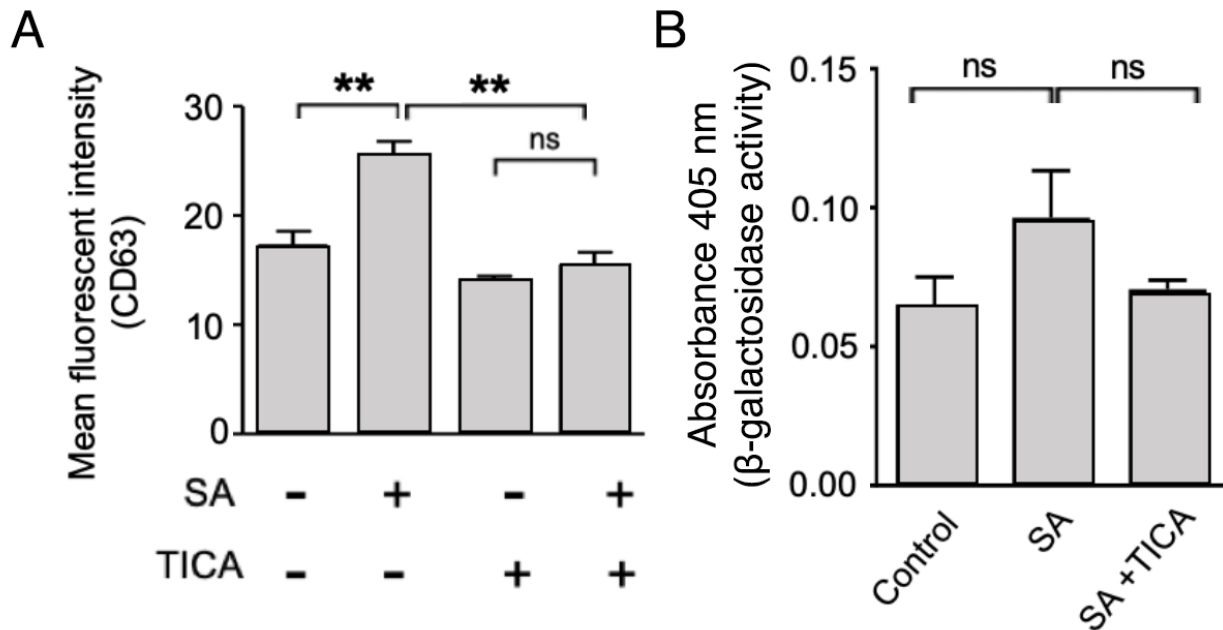 A
Mean fluorescent intensity
(CD63)
** **
ns
30
20
10
0
SA - + - +
TICA - - + +
B
Absorbance 405 nm
(β-galactosidase activity)
ns ns
0.15
0.10
0.05
0.00
Control
SA
SA +TICA